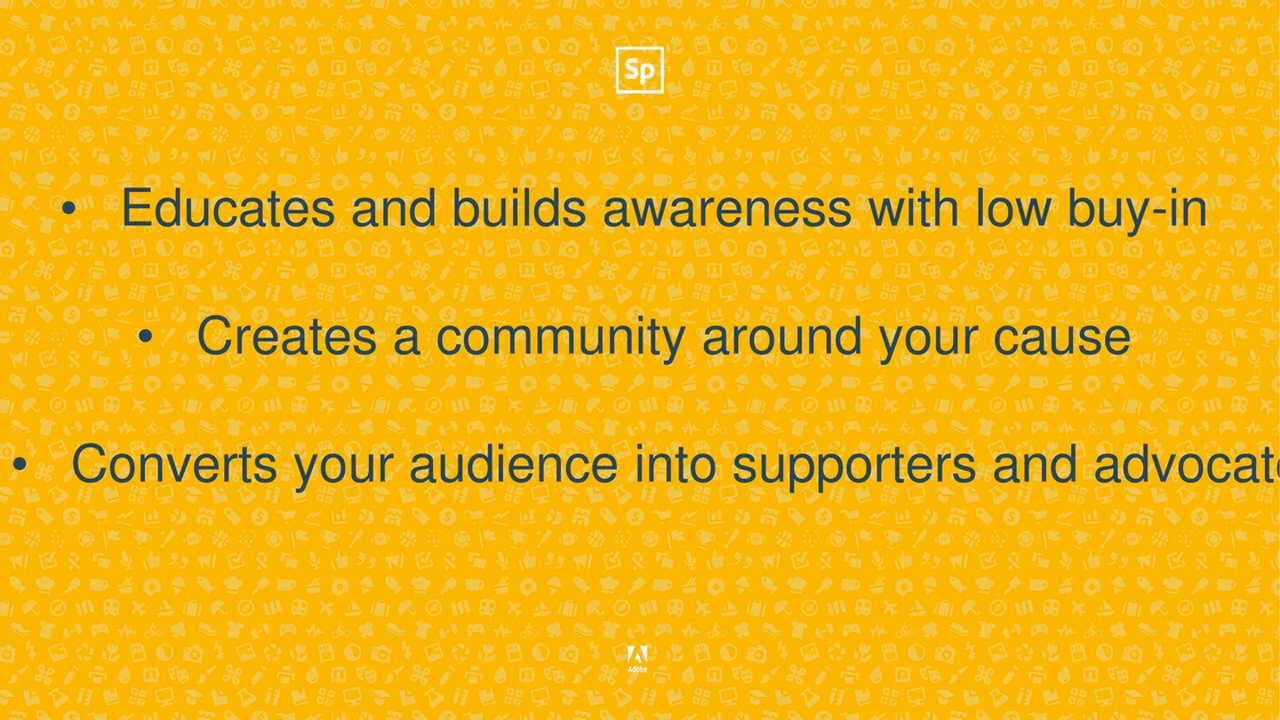 Sp
• Educates and builds awareness with low buy-in
• Creates a community around your cause
• Converts your audience into supporters and advocat
Adobe